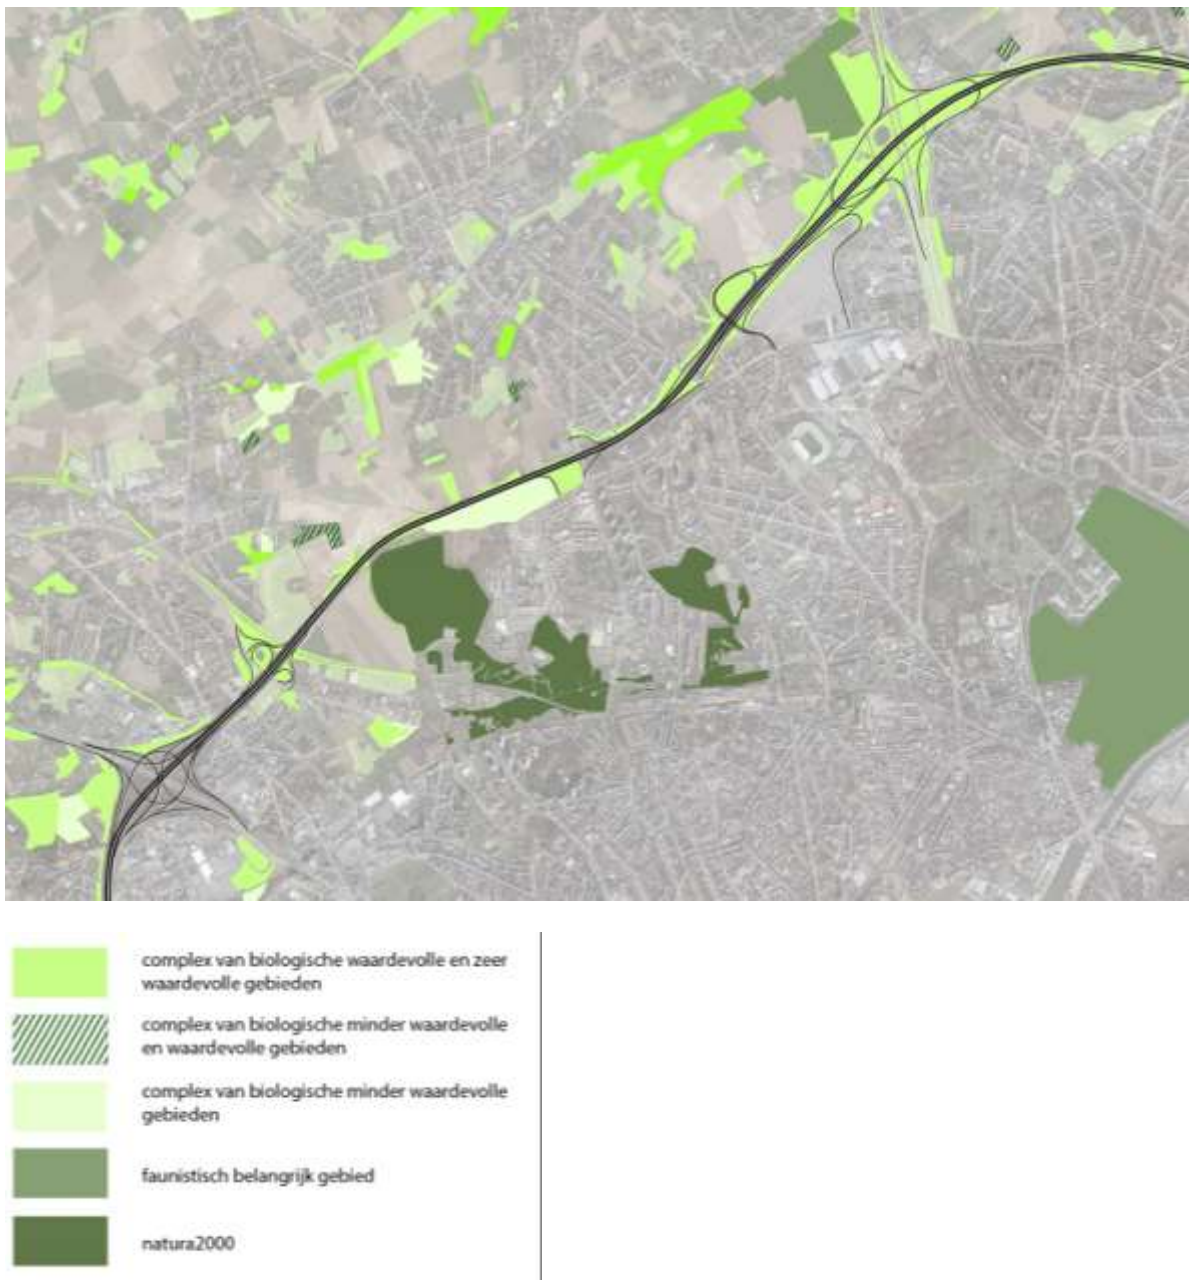 complex van biologische waardevolle en zeer
waardevolle gebieden
complex van biologische minder waardevolle
en waardevolle gebieden
complex van biologische minder waardevolle
gebieden
faunistisch belangrijk gebied
natura2000